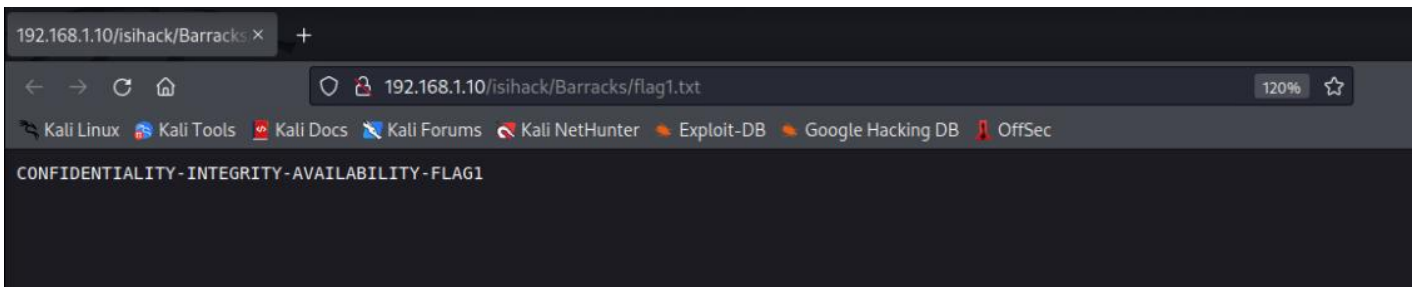 192.168.1.10/isihack/Barracks
192.168.1.10/isihack/Barracks/flag1.txt 120%
Kali Linux Kali Tools Kali Docs Kali Forums Kali NetHunter Exploit-DB Google Hacking DB OffSec
CONFIDENTIALITY-INTEGRITY-AVAILABILITY-FLAG1